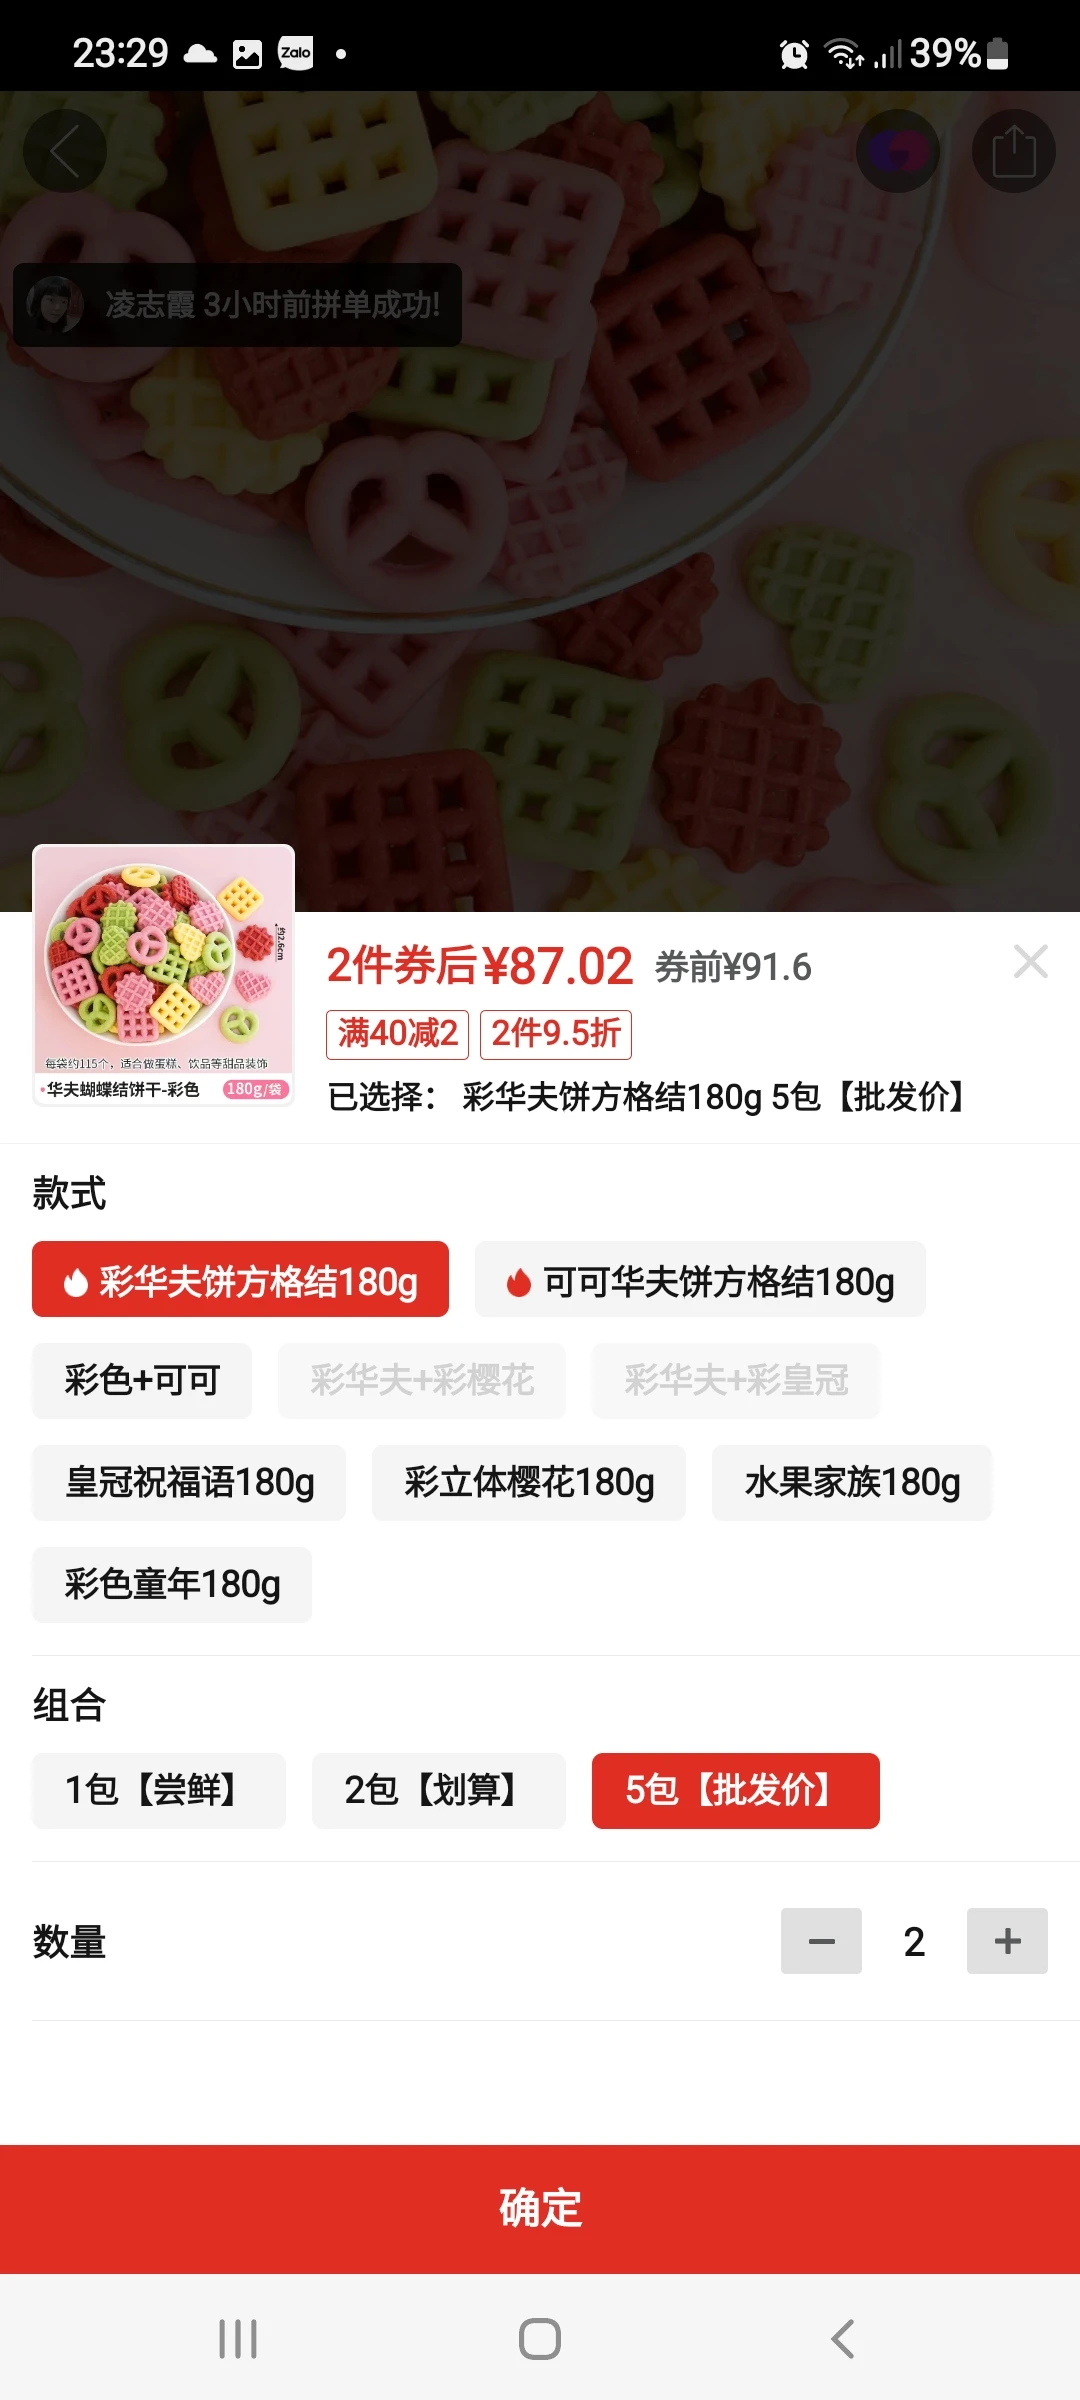 23:29 Zalo 39%
凌志霞 3小时前拼单成功!
2件券后¥87.02 券前¥91.6
满40减2 2件9.5折
已选择： 彩华夫饼方格结180g 5包【批发价】
约2.6cm
每袋约115个，适合做蛋糕、饮品等甜品装饰
•华夫蝴蝶结饼干-彩色 180g/袋
款式
彩华夫饼方格结180g 可可华夫饼方格结180g
彩色+可可 彩华夫+彩樱花 彩华夫+彩皇冠
皇冠祝福语180g 彩立体樱花180g 水果家族180g
彩色童年180g
组合
1包【尝鲜】 2包【划算】 5包【批发价】
数量 − 2 +
确定